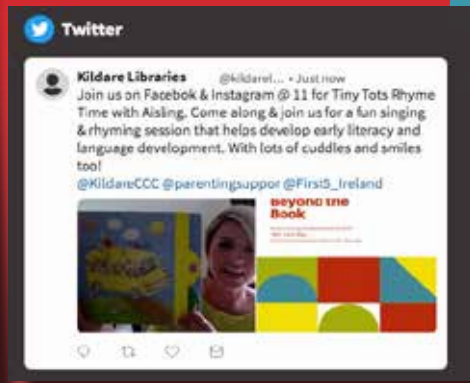 Twitter
Kildare Libraries @kildarel... • Just now
Join us on Facebok & Instagram @ 11 for Tiny Tots Rhyme
Time with Aisling. Come along & join us for a fun singing
& rhyming session that helps develop early literacy and
language development. With lots of cuddles and smiles
too!
@KildareCCC @parentingsuppor @First5_Ireland
Beyond the
Book